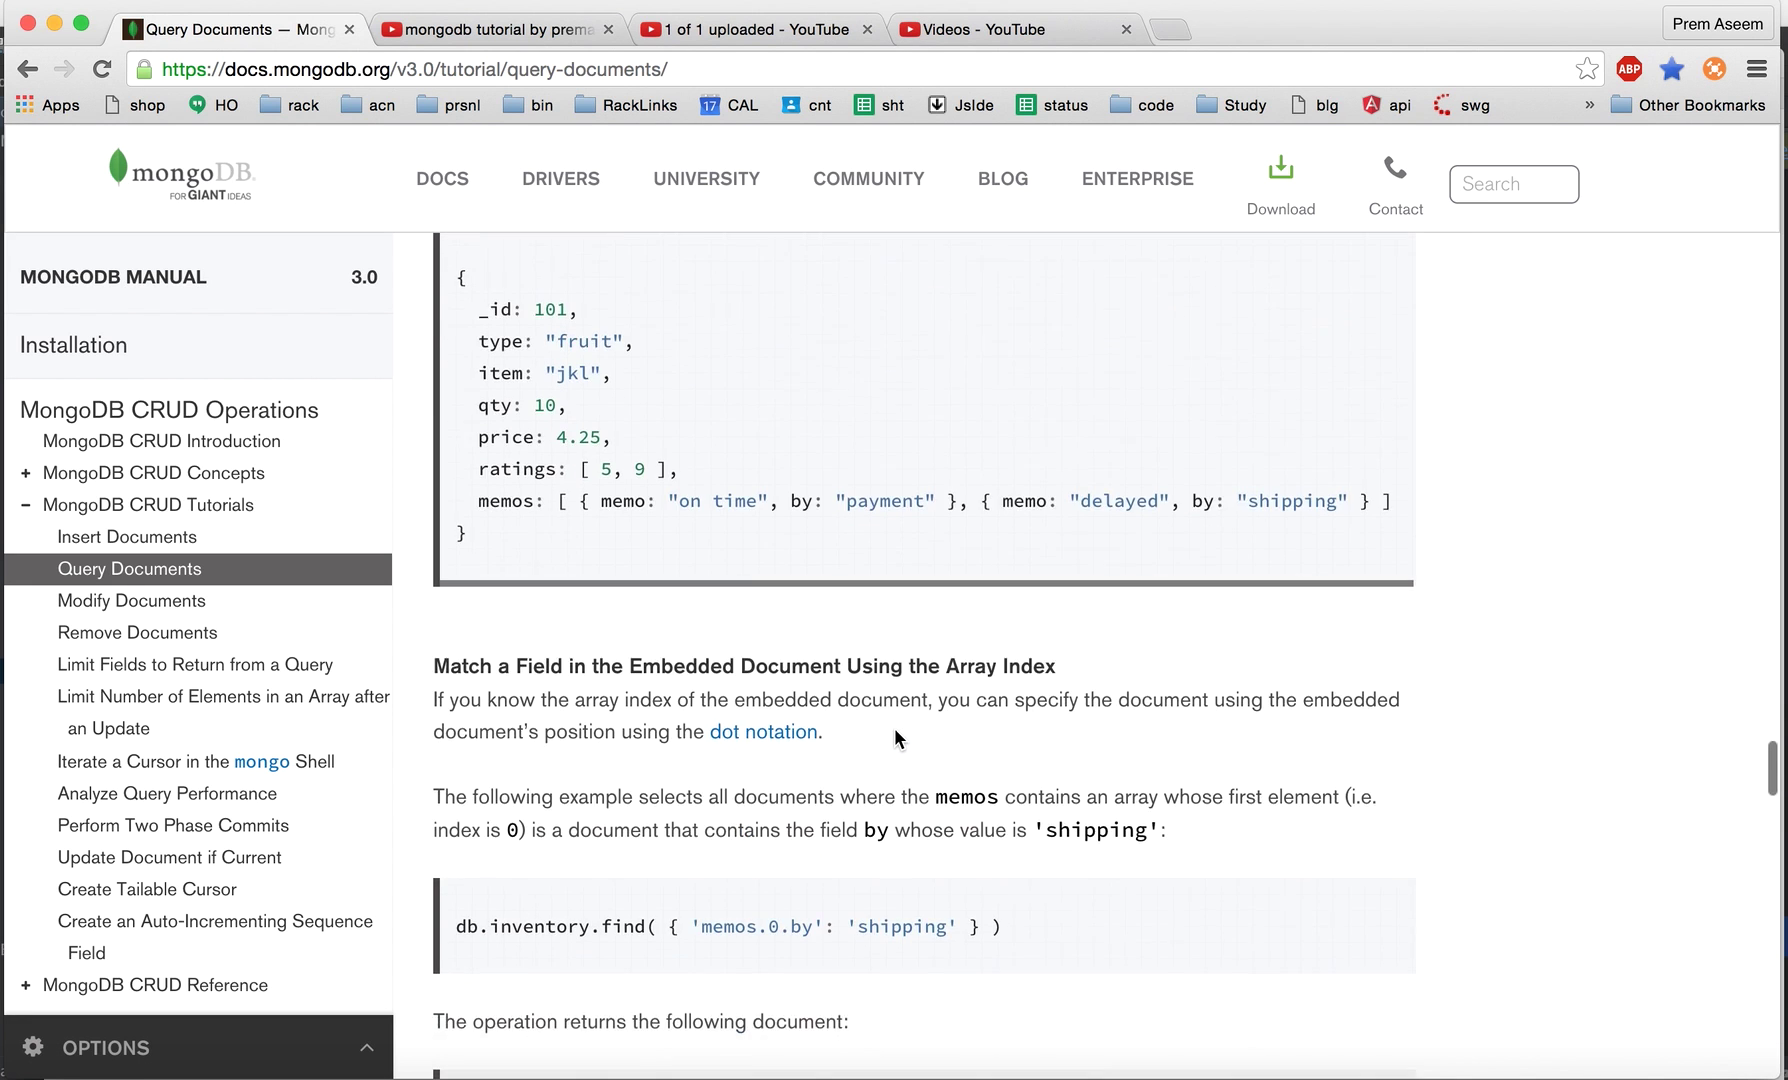 Query Documents — Mong
mongodb tutorial by prema
1 of 1 uploaded - YouTube
Videos - YouTube
Prem Aseem
https://docs.mongodb.org/v3.0/tutorial/query-documents/
ABP
Apps shop HO rack acn prsnl bin RackLinks 17 CAL cnt sht Jslde status code Study blg api swg » Other Bookmarks
mongoDB.
FOR GIANT IDEAS
DOCS DRIVERS UNIVERSITY COMMUNITY BLOG ENTERPRISE
Download
Contact
Search
MONGODB MANUAL 3.0
Installation
MongoDB CRUD Operations
MongoDB CRUD Introduction
+ MongoDB CRUD Concepts
– MongoDB CRUD Tutorials
Insert Documents
Query Documents
Modify Documents
Remove Documents
Limit Fields to Return from a Query
Limit Number of Elements in an Array after
an Update
Iterate a Cursor in the mongo Shell
Analyze Query Performance
Perform Two Phase Commits
Update Document if Current
Create Tailable Cursor
Create an Auto-Incrementing Sequence
Field
+ MongoDB CRUD Reference
OPTIONS
{
_id: 101,
type: "fruit",
item: "jkl",
qty: 10,
price: 4.25,
ratings: [ 5, 9 ],
memos: [ { memo: "on time", by: "payment" }, { memo: "delayed", by: "shipping" } ]
}
Match a Field in the Embedded Document Using the Array Index
If you know the array index of the embedded document, you can specify the document using the embedded
document's position using the dot notation.
The following example selects all documents where the memos contains an array whose first element (i.e.
index is 0) is a document that contains the field by whose value is 'shipping':
db.inventory.find( { 'memos.0.by': 'shipping' } )
The operation returns the following document: